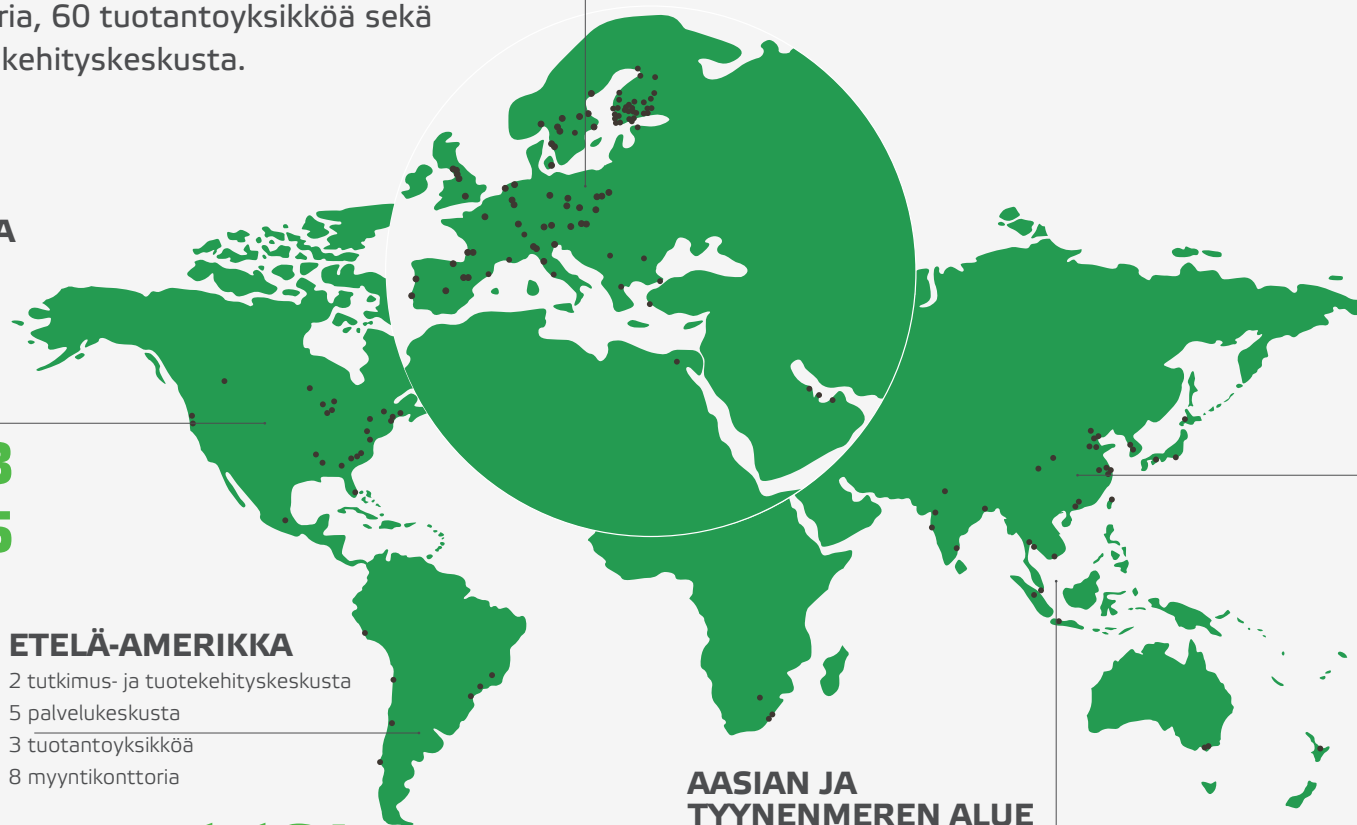 60 tuotantoyksikköä sekä
kehityskeskusta.
A
5
ETELÄ-AMERIKKA
2 tutkimus- ja tuotekehityskeskusta
5 palvelukeskusta
3 tuotantoyksikköä
8 myyntikonttoria
AASIAN JA
TYYNENMEREN ALUE